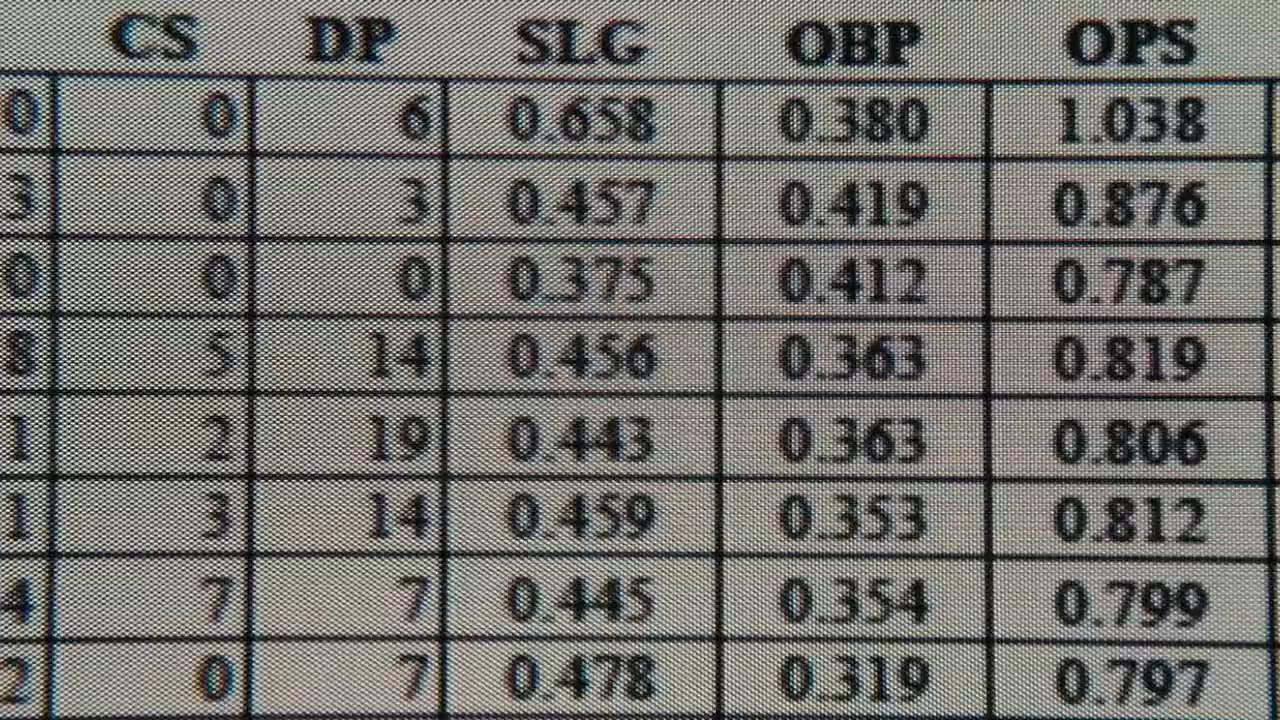 CS DP SLG OBP OPS
0 0 6 0.658 0.380 1.038
3 0 3 0.457 0.419 0.876
0 0 0 0.375 0.412 0.787
8 5 14 0.456 0.363 0.819
1 2 19 0.443 0.363 0.806
1 3 14 0.459 0.353 0.812
4 7 7 0.445 0.354 0.799
2 0 7 0.478 0.319 0.797